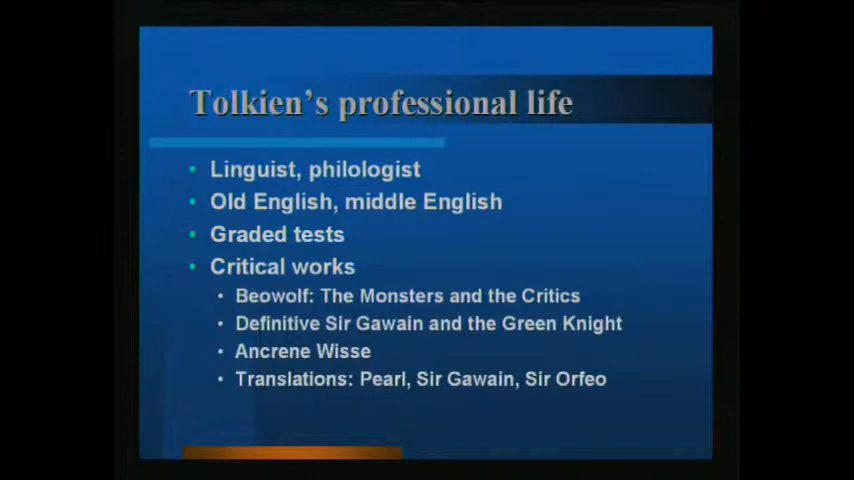 Tolkien's professional life
• Linguist, philologist
• Old English, middle English
• Graded tests
• Critical works
• Beowolf: The Monsters and the Critics
• Definitive Sir Gawain and the Green Knight
• Ancrene Wisse
• Translations: Pearl, Sir Gawain, Sir Orfeo